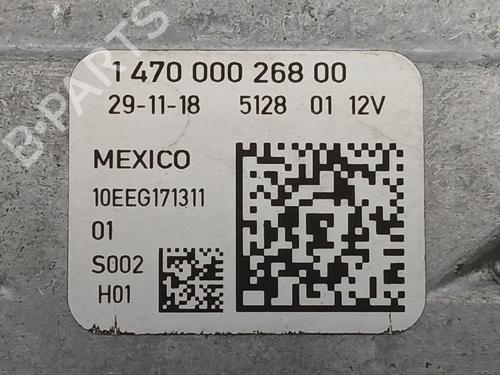 B-PARTS
1 470 000 268 00
29-11-18 5128 01 12V
MEXICO
10EEG171311
01
S002
H01